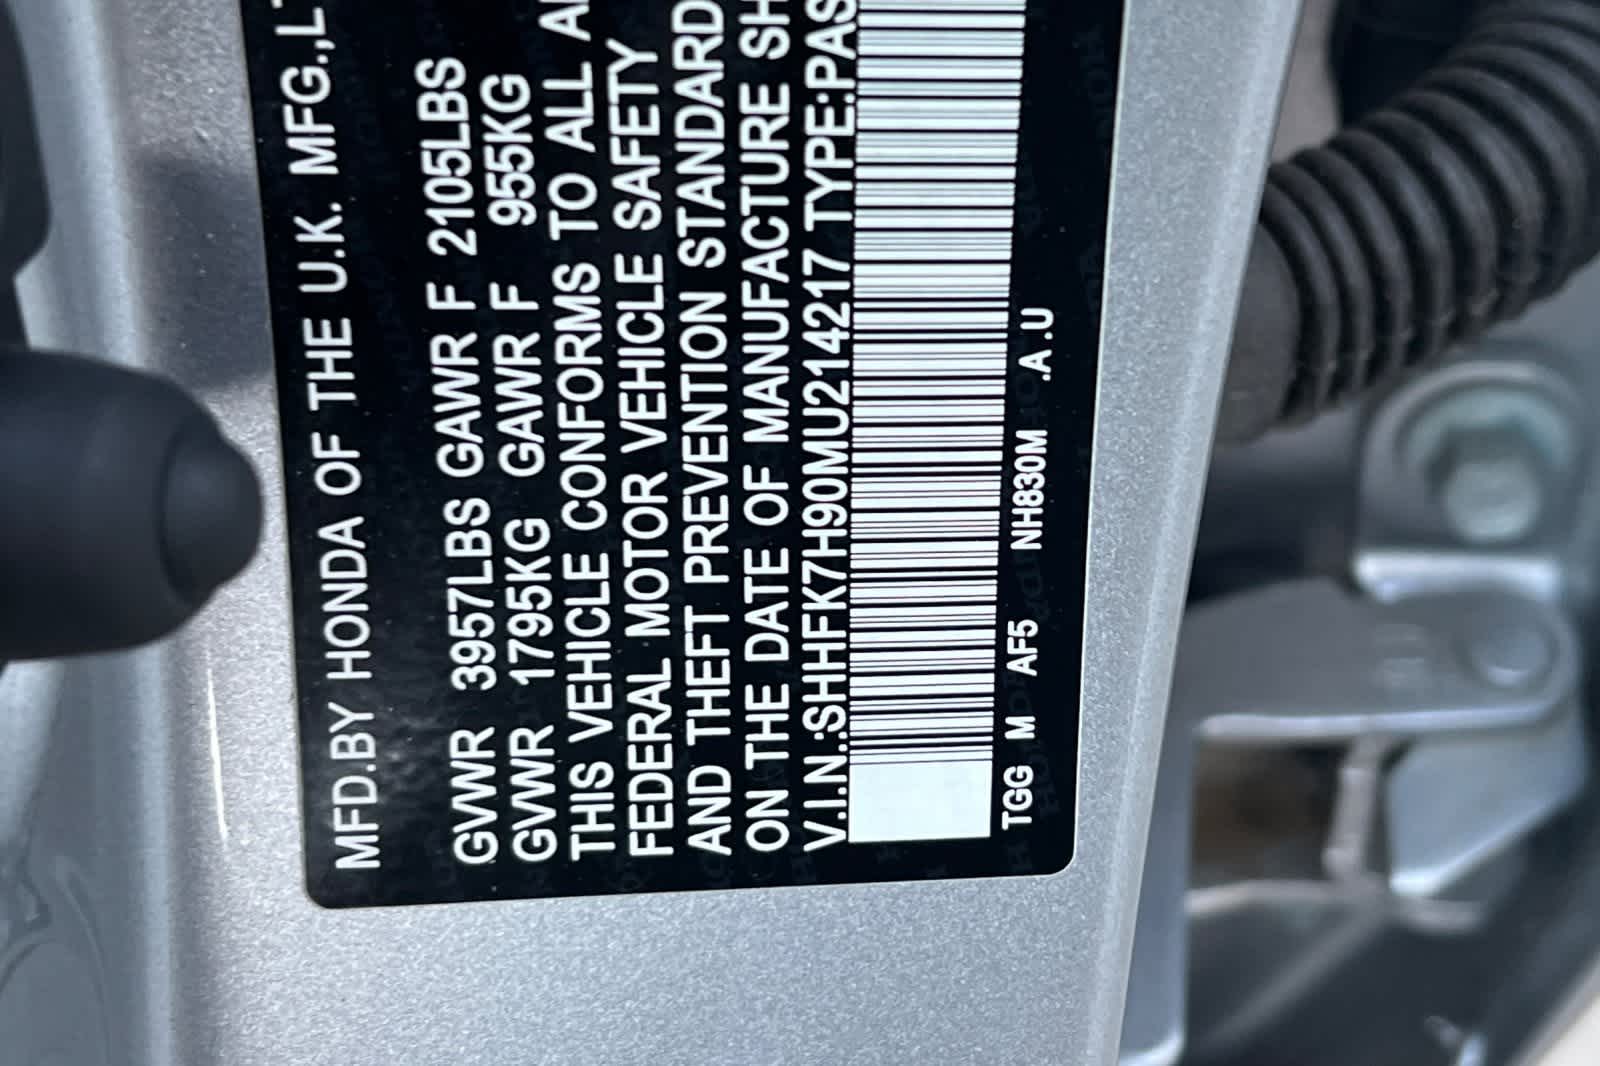 MFD.BY HONDA OF THE U.K. MFG.,LT
GVWR 3957LBS GAWR F 2105LBS
GVWR 1795KG GAWR F 955KG
THIS VEHICLE CONFORMS TO ALL A
FEDERAL MOTOR VEHICLE SAFETY
AND THEFT PREVENTION STANDARD
ON THE DATE OF MANUFACTURE SH
V.I.N.:SHHFK7H90MU214217 TYPE:PAS
TGG M AF5 NH830M .A.U